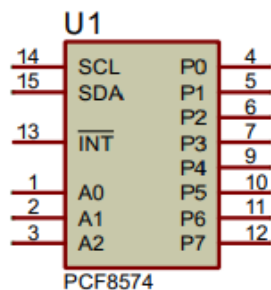 U1
14 SCL P0 4
15 SDA P1 5
P2 6
13 INT P3 7
P4 9
1 A0 P5 10
2 A1 P6 11
3 A2 P7 12
PCF8574